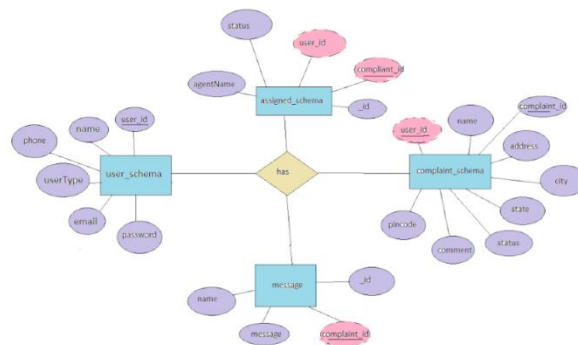 status
user_id
compliant_id
agentName
assigned_schema
_id
complaint_id
name
user_id
name
user_id
address
phone
user_schema
has
complaint_schema
userType
city
email
password
pincode
state
comment
status
message
_id
name
message
complaint_id